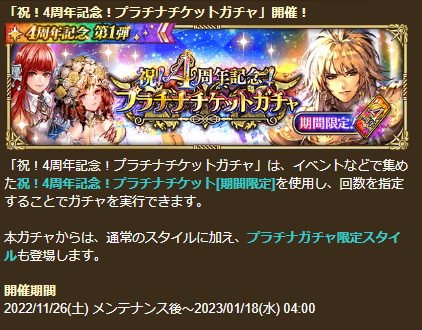 「祝！4周年記念！プラチナチケットガチャ」開催！
4周年記念 第1弾
祝！4周年記念！
プラチナチケットガチャ
期間限定
「祝！4周年記念！プラチナチケットガチャ」は、イベントなどで集め
た祝！4周年記念！プラチナチケット[期間限定]を使用し、回数を指定
することでガチャを実行できます。
本ガチャからは、通常のスタイルに加え、プラチナガチャ限定スタイ
ルも登場します。
開催期間
2022/11/26(土) メンテナンス後～2023/01/18(水) 04:00